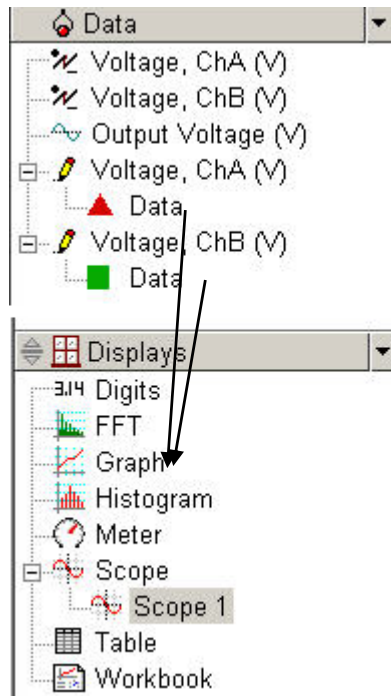 Data
Voltage, ChA (V)
Voltage, ChB (V)
Output Voltage (V)
Voltage, ChA (V)
Data
Voltage, ChB (V)
Data
Displays
3.14 Digits
FFT
Graph
Histogram
Meter
Scope
Scope 1
Table
Workbook